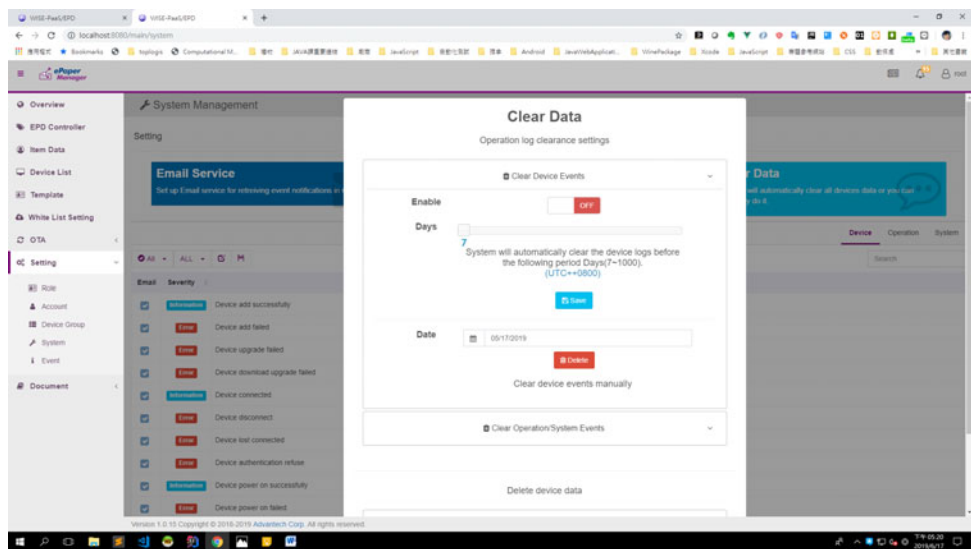 WISE-PaaS/EPD
WISE-PaaS/EPD
localhost:8080/main/system
Bookmarks
toplogis
Computational M...
JavaScript
Android
JavaWebApplicati...
WinePackage
Xcode
JavaScript
CSS
ePaper Manager
root
Overview
EPD Controller
Item Data
Device List
Template
White List Setting
OTA
Setting
Role
Account
Device Group
System
Event
Document
System Management
Setting
Email Service
Set up Email service for retreiving event notifications in
r Data
will automatically clear all devices data or you can
y do it.
Device Operation System
All ALL
Search
Email Severity
Information Device add successfully
Error Device add failed
Error Device upgrade failed
Error Device download upgrade failed
Information Device connected
Error Device disconnect
Error Device lost connected
Error Device authentication refuse
Information Device power on successfully
Error Device power on failed
Clear Data
Operation log clearance settings
Clear Device Events
Enable OFF
Days
7
System will automatically clear the device logs before
the following period Days(7~1000).
(UTC++0800)
Save
Date 05/17/2019
Delete
Clear device events manually
Clear Operation/System Events
Delete device data
Version 1.0.15 Copyright © 2016-2019 Advantech Corp. All rights reserved.
下午 05:20
2019/6/17